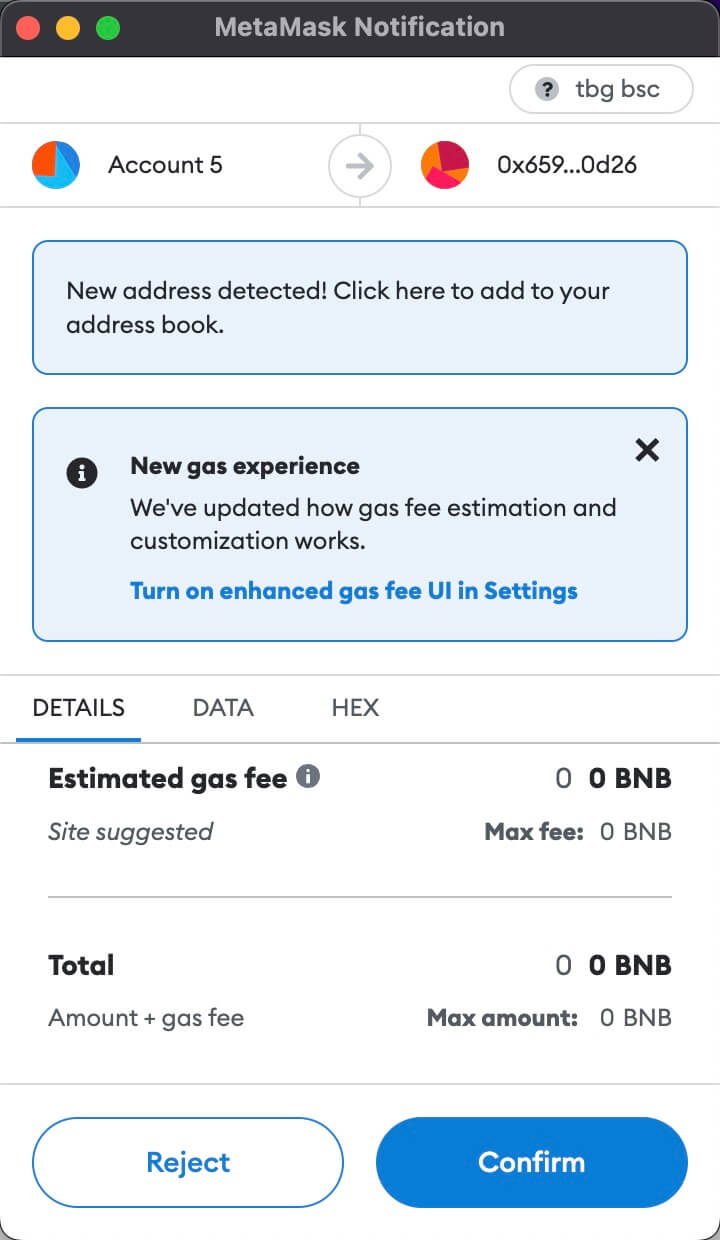 MetaMask Notification
? tbg bsc
Account 5
0x659...0d26
New address detected! Click here to add to your
address book.
New gas experience
We've updated how gas fee estimation and
customization works.
Turn on enhanced gas fee UI in Settings
DETAILS DATA HEX
Estimated gas fee 0 0 BNB
Site suggested Max fee: 0 BNB
Total 0 0 BNB
Amount + gas fee Max amount: 0 BNB
Reject Confirm